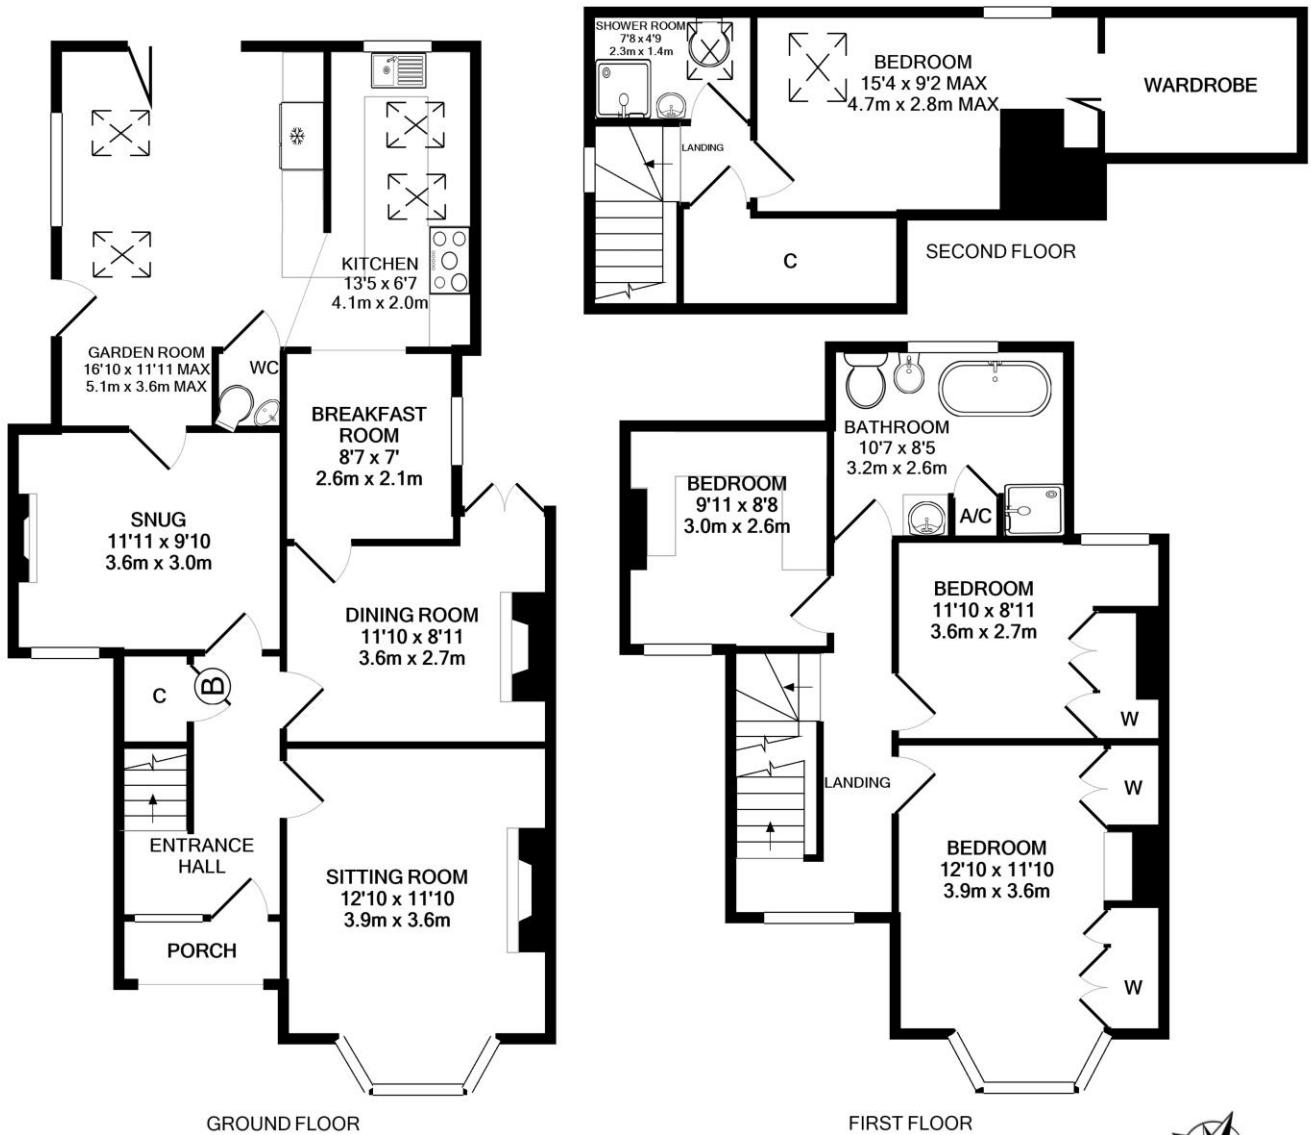 SHOWER ROOM
7'8 x 4'9
2.3m x 1.4m
BEDROOM
15'4 x 9'2 MAX
4.7m x 2.8m MAX
WARDROBE
LANDING
C
SECOND FLOOR
KITCHEN
13'5 x 6'7
4.1m x 2.0m
GARDEN ROOM
16'10 x 11'11 MAX
5.1m x 3.6m MAX
WC
BREAKFAST
ROOM
8'7 x 7'
2.6m x 2.1m
SNUG
11'11 x 9'10
3.6m x 3.0m
DINING ROOM
11'10 x 8'11
3.6m x 2.7m
C
B
ENTRANCE
HALL
SITTING ROOM
12'10 x 11'10
3.9m x 3.6m
PORCH
GROUND FLOOR
BATHROOM
10'7 x 8'5
3.2m x 2.6m
BEDROOM
9'11 x 8'8
3.0m x 2.6m
A/C
BEDROOM
11'10 x 8'11
3.6m x 2.7m
W
LANDING
W
BEDROOM
12'10 x 11'10
3.9m x 3.6m
W
FIRST FLOOR